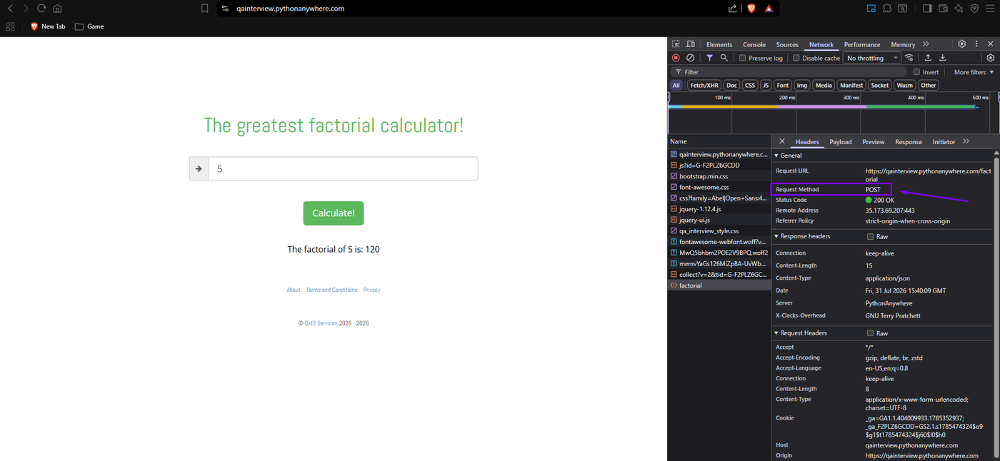 qainterview.pythonanywhere.com
New Tab Game
The greatest factorial calculator!
5
Calculate!
The factorial of 5 is: 120
About Terms and Conditions Privacy
© Qxf2 Services 2026 - 2026
Elements Console Sources Network Performance Memory
Preserve log Disable cache No throttling
Filter Invert More filters
All Fetch/XHR Doc CSS JS Font Img Media Manifest Socket Wasm Other
100 ms 200 ms 300 ms 400 ms 500 ms
Name
qainterview.pythonanywhere.c...
js?id=G-F2PLZ6GCDD
bootstrap.min.css
font-awesome.css
css?family=Abel|Open+Sans:4...
jquery-1.12.4.js
jquery-ui.js
qa_interview_style.css
fontawesome-webfont.woff?v...
MwQ5bhbm2POE2V9BPQ.woff2
memvYaGs126MiZpBA-UvWb...
collect?v=2&tid=G-F2PLZ6GC...
factorial
Headers Payload Preview Response Initiator
General
Request URL https://qainterview.pythonanywhere.com/fact
orial
Request Method POST
Status Code 200 OK
Remote Address 35.173.69.207:443
Referrer Policy strict-origin-when-cross-origin
Response headers Raw
Connection keep-alive
Content-Length 15
Content-Type application/json
Date Fri, 31 Jul 2026 15:40:09 GMT
Server PythonAnywhere
X-Clacks-Overhead GNU Terry Pratchett
Request Headers Raw
Accept */*
Accept-Encoding gzip, deflate, br, zstd
Accept-Language en-US,en;q=0.8
Connection keep-alive
Content-Length 8
Content-Type application/x-www-form-urlencoded;
charset=UTF-8
Cookie _ga=GA1.1.404009933.1785352937;
_ga_F2PLZ6GCDD=GS2.1.s1785474324$o9
$g1$t1785474324$j60$l0$h0
Host qainterview.pythonanywhere.com
Origin https://qainterview.pythonanywhere.com